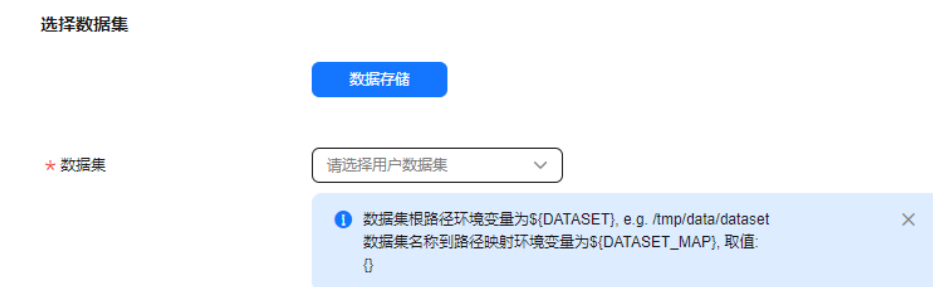 选择数据集
数据存储
* 数据集
请选择用户数据集
数据集根路径环境变量为${DATASET}, e.g. /tmp/data/dataset
数据集名称到路径映射环境变量为${DATASET_MAP}, 取值:
{}